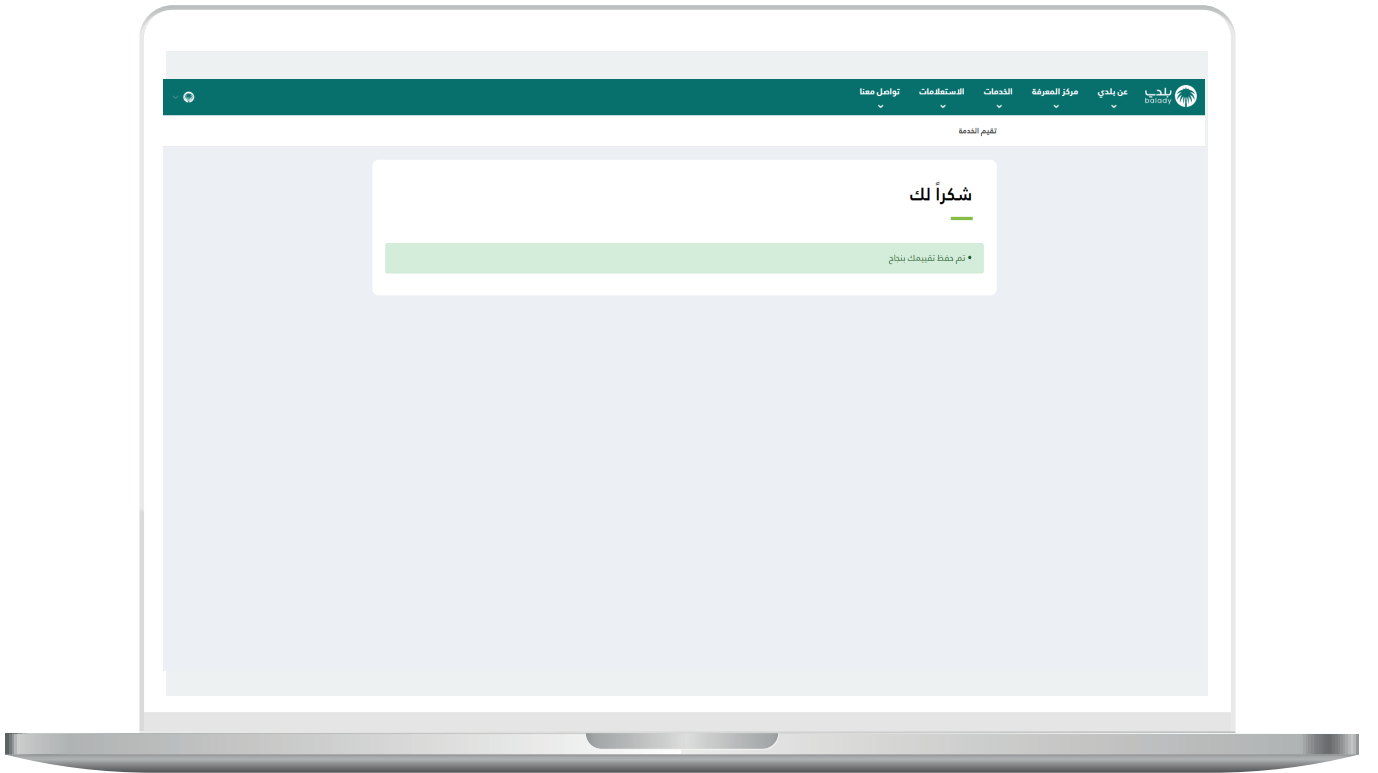 بلدي
balady
عن بلدي مركز المعرفة الخدمات الاستعلامات تواصل معنا
تقيم الخدمة
شكراً لك
• تم حفظ تقييمك بنجاح